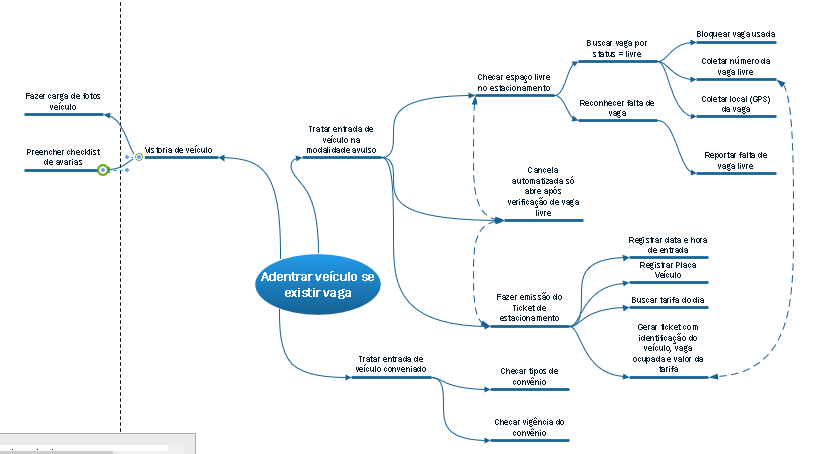 Adentrar veículo se
existir vaga
Vistoria de veículo
Fazer carga de fotos
veículo
Preencher checklist
de avarias
Tratar entrada de
veículo na
modalidade avulso
Checar espaço livre
no estacionamento
Buscar vaga por
status = livre
Bloquear vaga usada
Coletar número da
vaga livre
Coletar local (GPS)
da vaga
Reconhecer falta de
vaga
Reportar falta de
vaga livre
Cancela
automatizada só
abre após
verificação de vaga
livre
Fazer emissão do
Ticket de
estacionamento
Registrar data e hora
de entrada
Registrar Placa
Veículo
Buscar tarifa do dia
Gerar ticket com
identificação do
veículo, vaga
ocupada e valor da
tarifa
Tratar entrada de
veículo conveniado
Checar tipos de
convênio
Checar vigência do
convênio